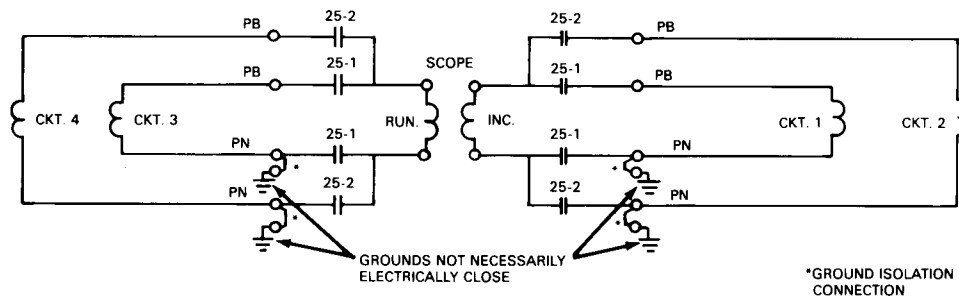 25-2
PB
25-1
PB
SCOPE
CKT. 4
CKT. 3
RUN.
25-1
PN
*
25-2
PN
*
25-2
PB
25-1
PB
INC.
CKT. 1
CKT. 2
25-1
PN
*
25-2
PN
*
GROUNDS NOT NECESSARILY
ELECTRICALLY CLOSE
*GROUND ISOLATION
CONNECTION